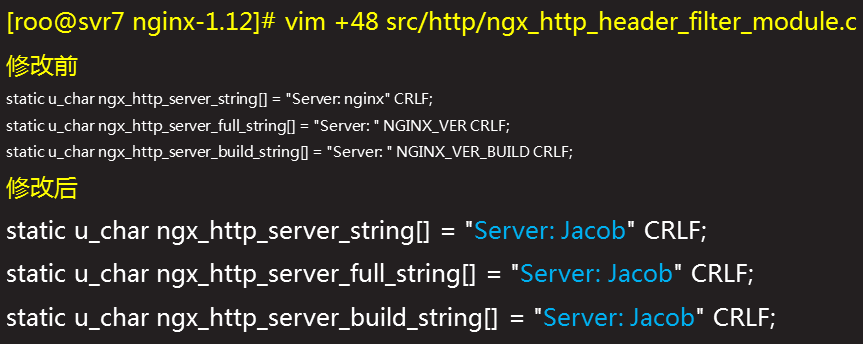 [roo@svr7 nginx-1.12]# vim +48 src/http/ngx_http_header_filter_module.c
修改前
static u_char ngx_http_server_string[] = "Server: nginx" CRLF;
static u_char ngx_http_server_full_string[] = "Server: " NGINX_VER CRLF;
static u_char ngx_http_server_build_string[] = "Server: " NGINX_VER_BUILD CRLF;
修改后
static u_char ngx_http_server_string[] = "Server: Jacob" CRLF;
static u_char ngx_http_server_full_string[] = "Server: Jacob" CRLF;
static u_char ngx_http_server_build_string[] = "Server: Jacob" CRLF;